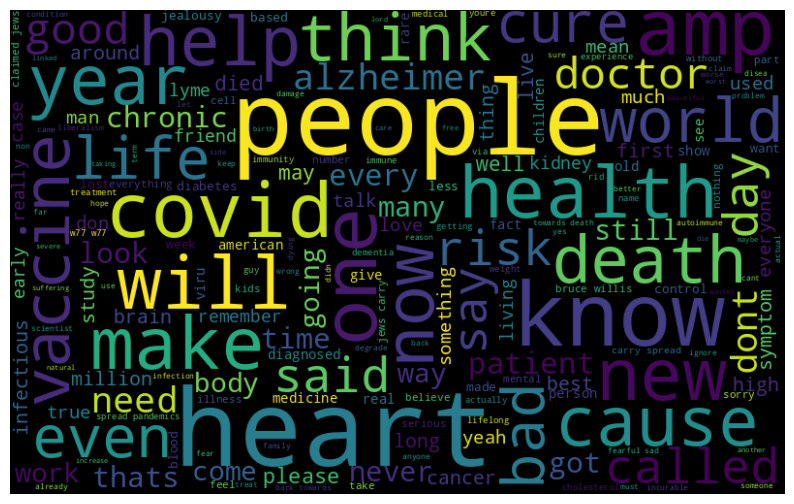 claimed jews
jealousy
based
lord
rare
medical
youre
condition
good
linked
help
think
cure
amp
around
mean
sure
experience
without
part
year
died
alzheimer
live
doctor
claim
disea
worse
worst
lyme
cell
let
damage
thing
children
used
problem
man
chronic
people
much
world
really case
came
liberalism
friend
birth
care
free
via
see
want
non
life
taking
term
side
keep
immunity
number
immune
first
show
vaccine
lost
everything
diabetes
may
every
well
kidney
old
nothing
treatment
hope
less
rid
name
better
don
talk
many
health
day
everyone
far
w77 w77
covid
love
yes
towards death
autoimmune
early
severe
look
week
american
dying
one
reason
dementia
fact
risk
still
die
maybe
actual
infectious
suffering
study
use
will
guy
wrong
didn
getting
now
say
something
living
bruce willis
control
death
cant
symptom
kids
viru
going
give
weight
brain
remember
jews carry
know
dont
scientist
make
time
diagnosed
degrade
back
way
carry spread
ignore
natural
million
said
patient
new
infection
body
made
mental
best
person
high
true
need
illness
medicine
real
believe
actually
bad
sorry
spread pandemics
heart
serious
lifelong
cause
even
blood
fear
family
long
anyone
yeah
fearful sad
another
thats
come
please
never
cancer
got
cholesterol
must
incurable
called
work
feel
treat
already
increase
back towards
take
someone